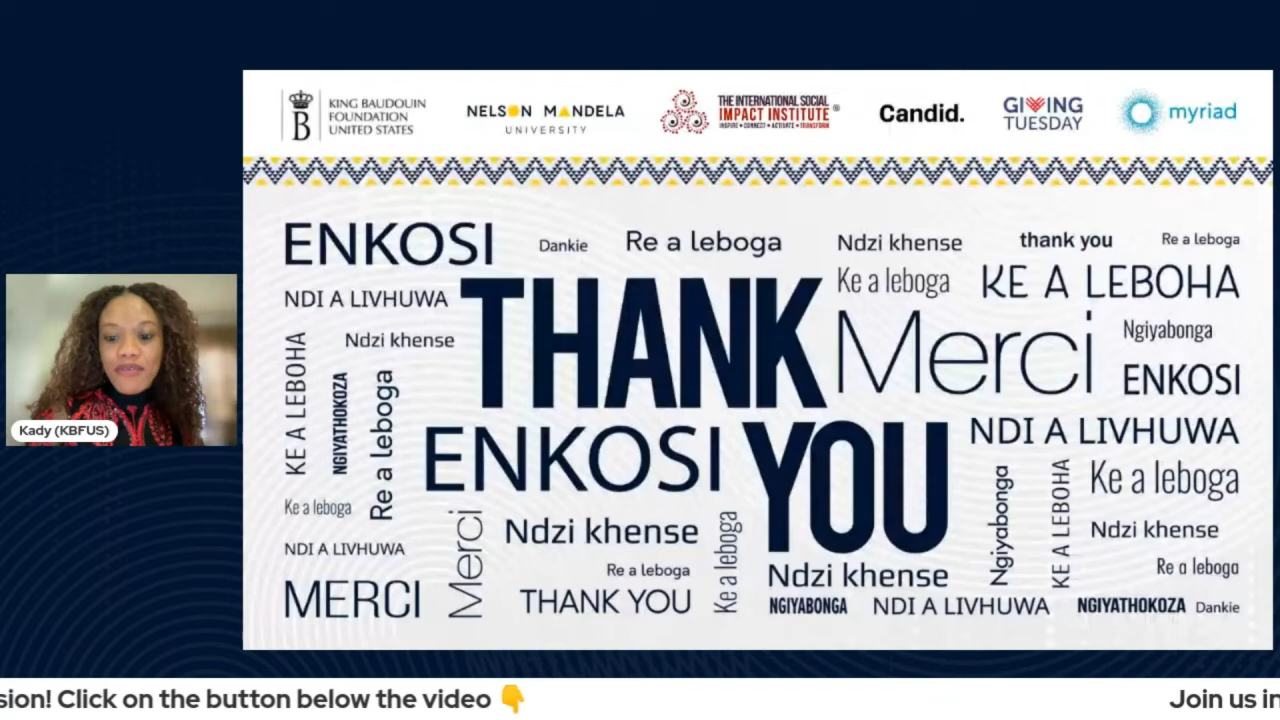 KING BAUDOUIN
FOUNDATION
UNITED STATES
B
NELSON MANDELA
UNIVERSITY
THE INTERNATIONAL SOCIAL
IMPACT INSTITUTE®
INSPIRE • CONNECT • ACTIVATE • TRANSFORM
Candid.
GIVING
TUESDAY
myriad
ENKOSI
Dankie
Re a leboga
Ndzi khense
thank you
Re a leboga
NDI A LIVHUWA
THANK
Ke a leboga
KE A LEBOHA
Ndzi khense
Merci
Ngiyabonga
ENKOSI
KE A LEBOHA
NGIYATHOKOZA
Re a leboga
ENKOSI
YOU
NDI A LIVHUWA
Kady (KBFUS)
Ke a leboga
Merci
Ndzi khense
Ke a leboga
Ngiyabonga
KE A LEBOHA
Ke a leboga
Ndzi khense
NDI A LIVHUWA
Re a leboga
Ndzi khense
Re a leboga
MERCI
THANK YOU
NGIYABONGA
NDI A LIVHUWA
NGIYATHOKOZA
Dankie
sion! Click on the button below the video 👇
Join us in